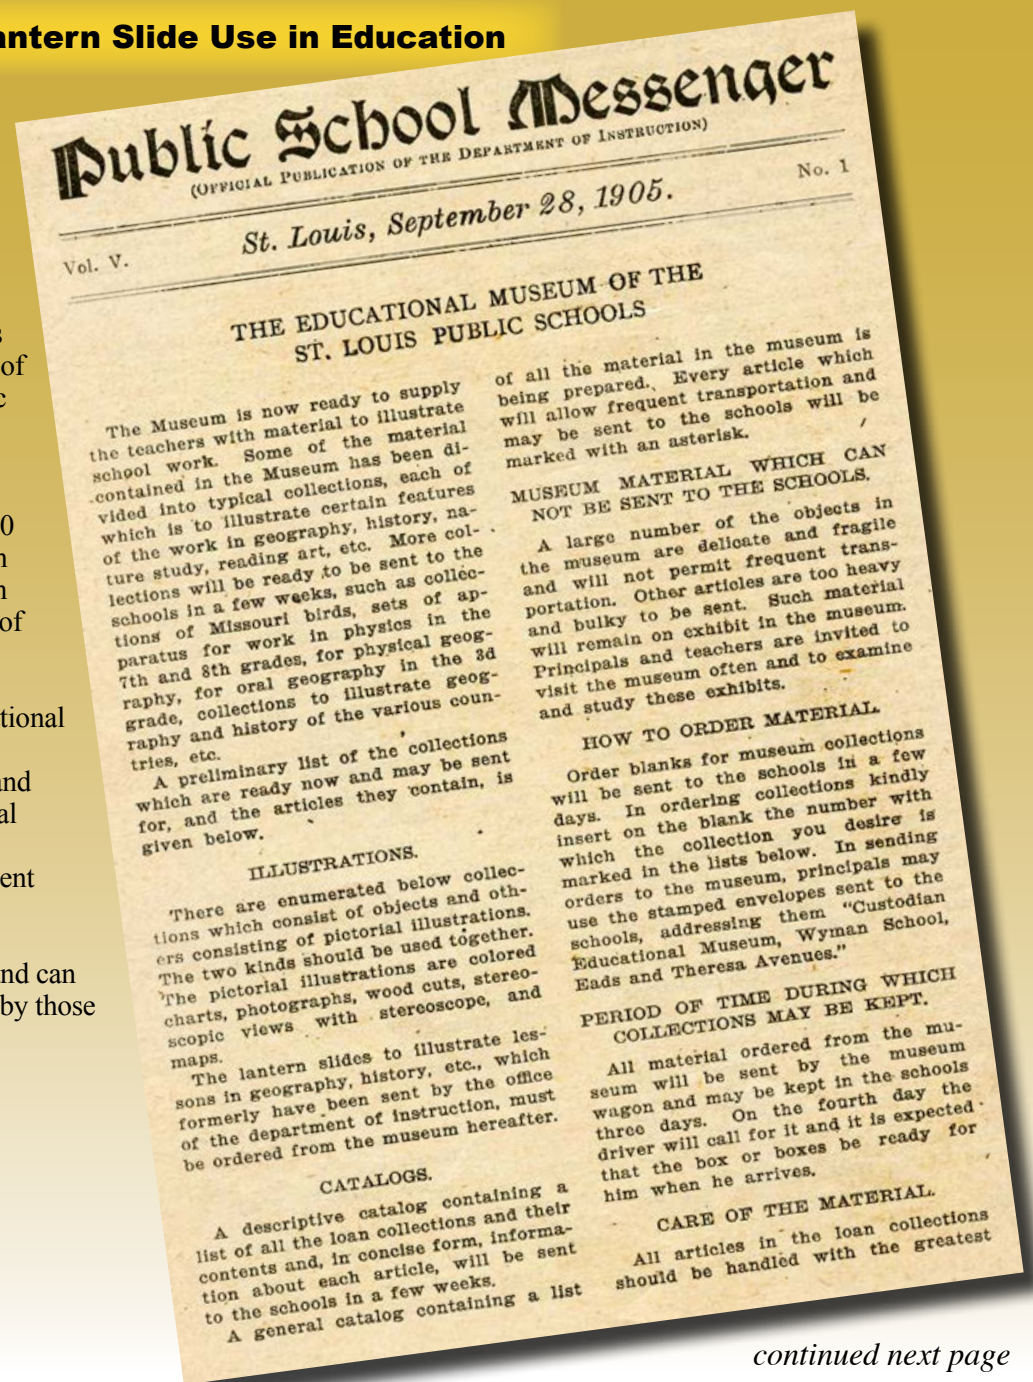 antern Slide Use in Education
s
of
c
0
n
n
of
tional
and
al
ent
nd can
by those
Public School Messenger
(OFFICIAL PUBLICATION OF THE DEPARTMENT OF INSTRUCTION)
Vol. V.
St. Louis, September 28, 1905.
No. 1
THE EDUCATIONAL MUSEUM OF THE
ST. LOUIS PUBLIC SCHOOLS
The Museum is now ready to supply
the teachers with material to illustrate
school work. Some of the material
contained in the Museum has been di-
vided into typical collections, each of
which is to illustrate certain features
of the work in geography, history, na-
ture study, reading art, etc. More col-
lections will be ready to be sent to the
schools in a few weeks, such as collec-
tions of Missouri birds, sets of ap-
paratus for work in physics in the
7th and 8th grades, for physical geog-
raphy, for oral geography in the 3d
grade, collections to illustrate geog-
raphy and history of the various coun-
tries, etc.
A preliminary list of the collections
which are ready now and may be sent
for, and the articles they contain, is
given below.
ILLUSTRATIONS.
There are enumerated below collec-
tions which consist of objects and oth-
ers consisting of pictorial illustrations.
The two kinds should be used together.
The pictorial illustrations are colored
charts, photographs, wood cuts, stereo-
scopic views with stereoscope, and
maps.
The lantern slides to illustrate les-
sons in geography, history, etc., which
formerly have been sent by the office
of the department of instruction, must
be ordered from the museum hereafter.
CATALOGS.
A descriptive catalog containing a
list of all the loan collections and their
contents and, in concise form, informa-
tion about each article, will be sent
to the schools in a few weeks.
A general catalog containing a list
of all the material in the museum is
being prepared. Every article which
will allow frequent transportation and
may be sent to the schools will be
marked with an asterisk.
MUSEUM MATERIAL WHICH CAN
NOT BE SENT TO THE SCHOOLS.
A large number of the objects in
the museum are delicate and fragile
and will not permit frequent trans-
portation. Other articles are too heavy
and bulky to be sent. Such material
will remain on exhibit in the museum.
Principals and teachers are invited to
visit the museum often and to examine
and study these exhibits.
HOW TO ORDER MATERIAL.
Order blanks for museum collections
will be sent to the schools in a few
days. In ordering collections kindly
insert on the blank the number with
which the collection you desire is
marked in the lists below. In sending
orders to the museum, principals may
use the stamped envelopes sent to the
schools, addressing them "Custodian
Educational Museum, Wyman School,
Eads and Theresa Avenues."
PERIOD OF TIME DURING WHICH
COLLECTIONS MAY BE KEPT.
All material ordered from the mu-
seum will be sent by the museum
wagon and may be kept in the schools
three days. On the fourth day the
driver will call for it and it is expected
that the box or boxes be ready for
him when he arrives.
CARE OF THE MATERIAL.
All articles in the loan collections
should be handled with the greatest
continued next page